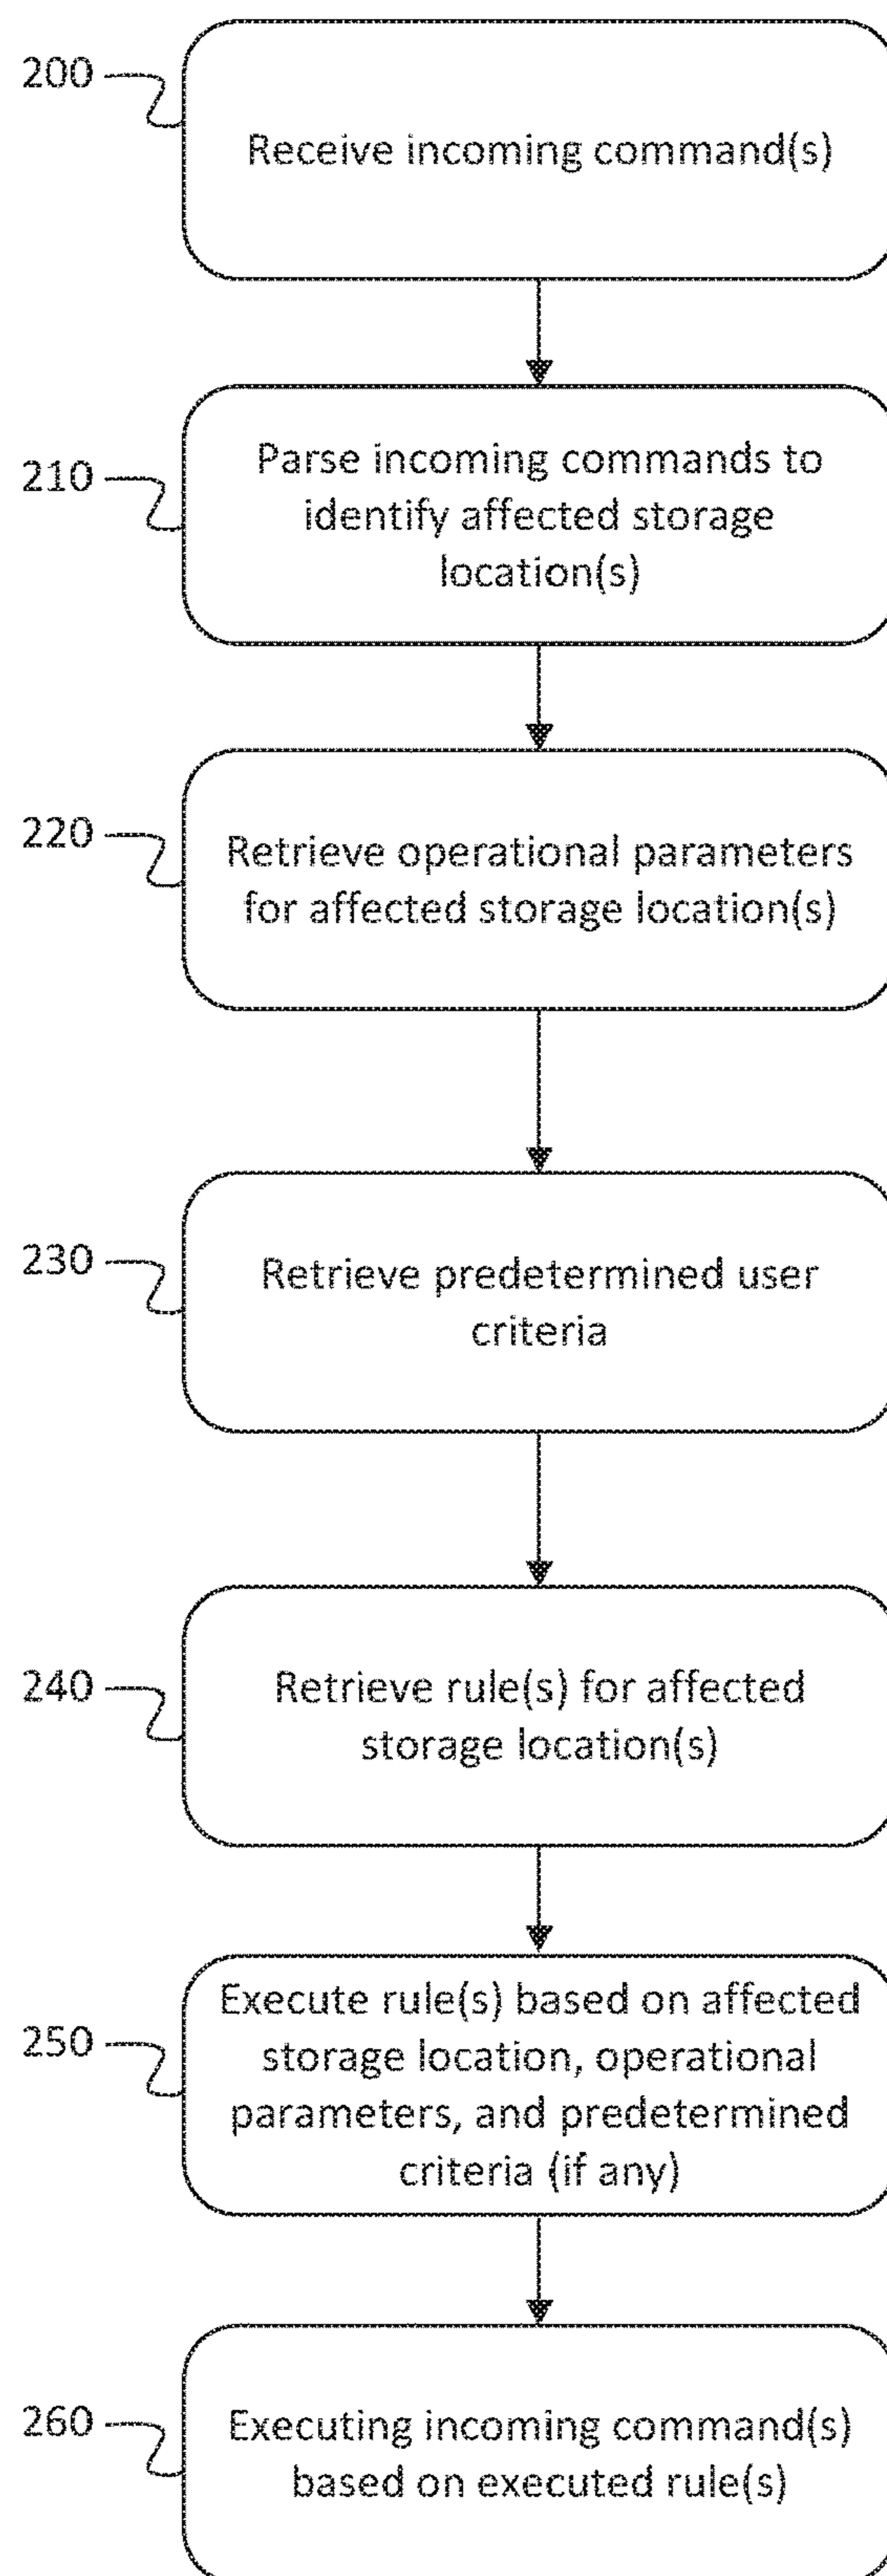 200
Receive incoming command(s)
210
Parse incoming commands to
identify affected storage
location(s)
220
Retrieve operational parameters
for affected storage location(s)
230
Retrieve predetermined user
criteria
240
Retrieve rule(s) for affected
storage location(s)
250
Execute rule(s) based on affected
storage location, operational
parameters, and predetermined
criteria (if any)
260
Executing incoming command(s)
based on executed rule(s)